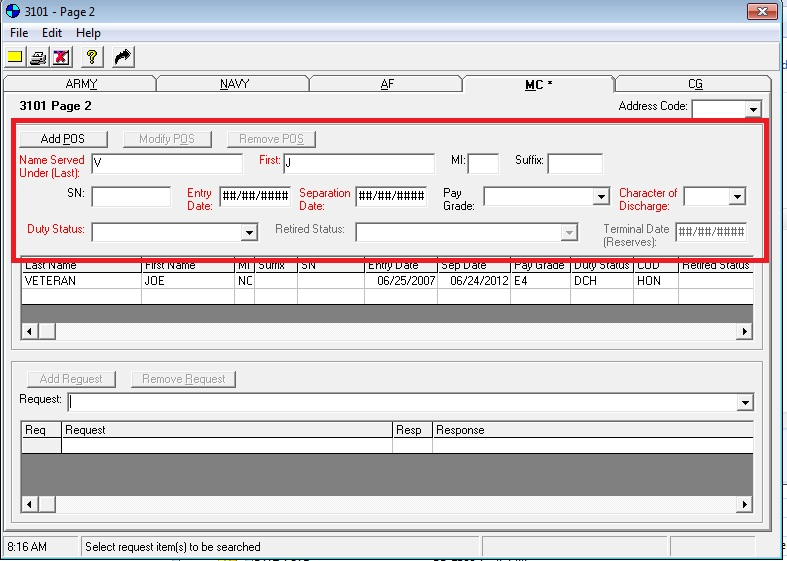 3101 - Page 2
File Edit Help
ARMY NAVY AF MC * CG
3101 Page 2 Address Code:
Add POS Modify POS Remove POS
Name Served Under (Last): V First: J MI: Suffix:
SN: Entry Date: ##/##/#### Separation Date: ##/##/#### Pay Grade: Character of Discharge:
Duty Status: Retired Status: Terminal Date (Reserves): ##/##/####
Last Name First Name MI Suffix SN Entry Date Sep Date Pay Grade Duty Status COD Retired Status
VETERAN JOE NC 06/25/2007 06/24/2012 E4 DCH HON
Add Request Remove Request
Request:
Req Request Resp Response
8:16 AM Select request item(s) to be searched